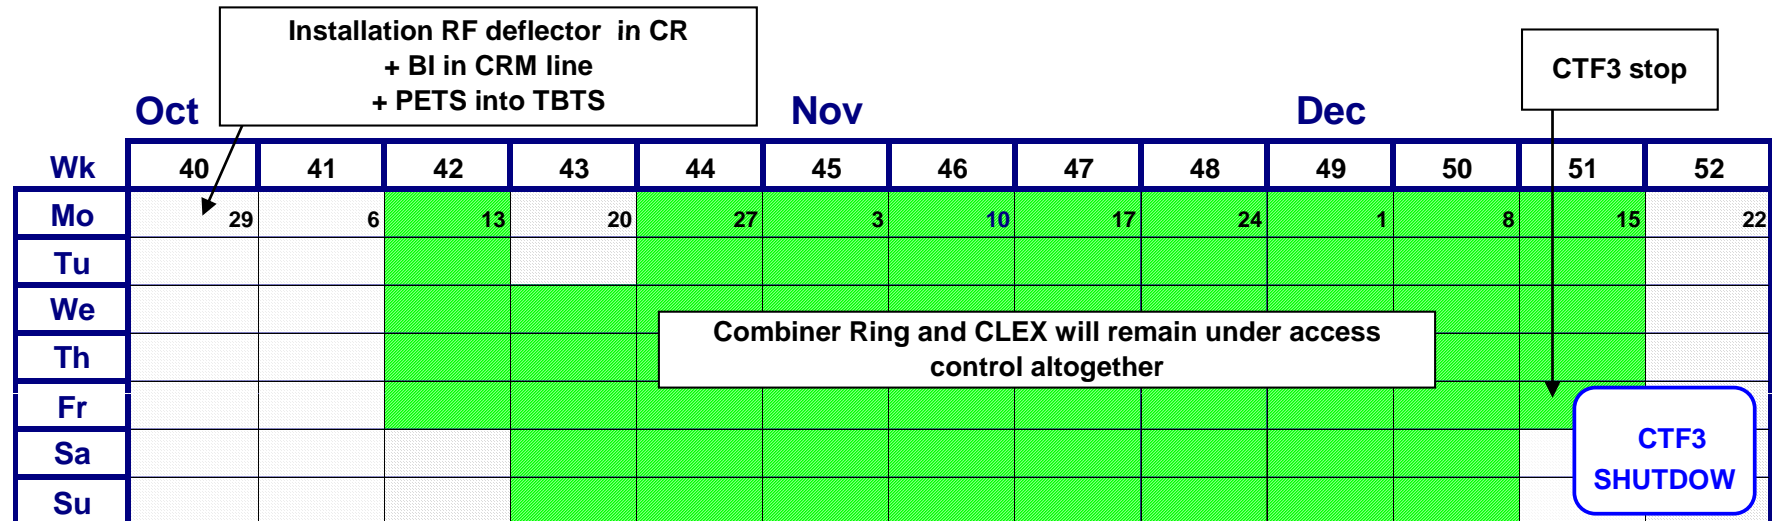 Installation RF deflector in CR
+ BI in CRM line
+ PETS into TBTS
CTF3 stop
Oct Nov Dec
Wk 40 41 42 43 44 45 46 47 48 49 50 51 52
Mo 29 6 13 20 27 3 10 17 24 1 8 15 22
Tu
We
Combiner Ring and CLEX will remain under access
Th
control altogether
Fr
Sa
CTF3
SHUTDOW
Su